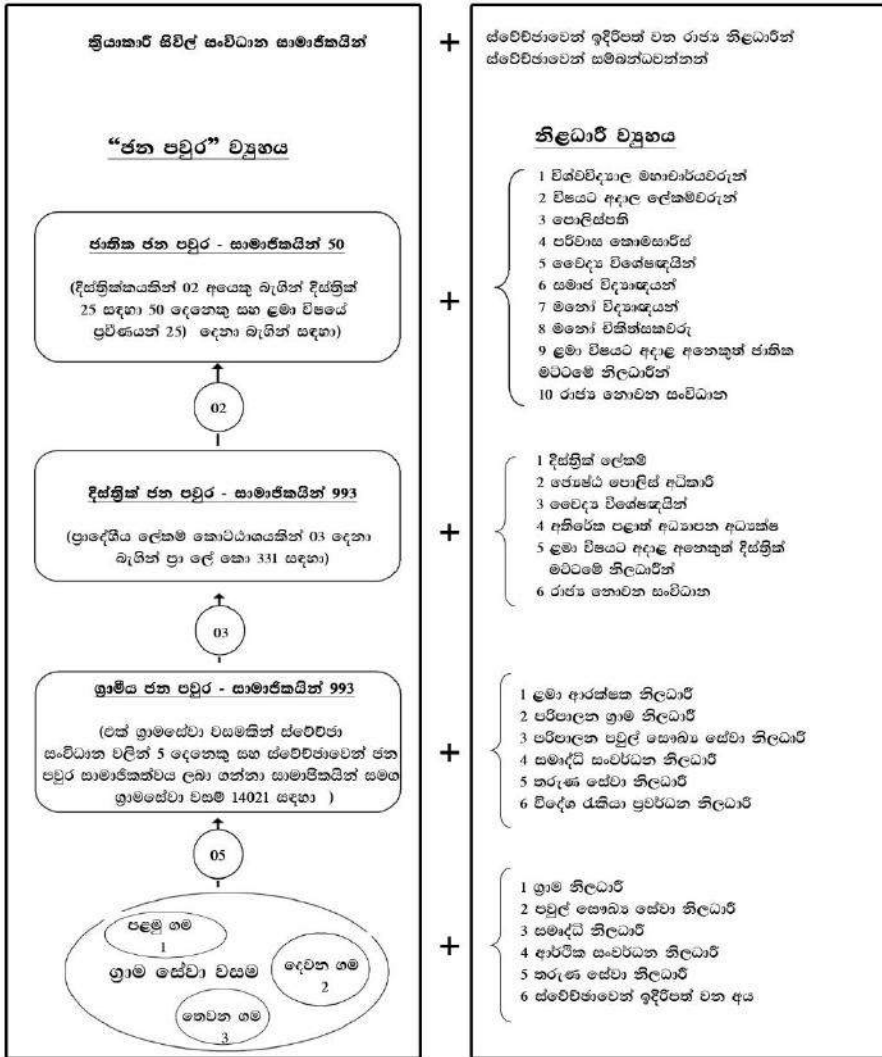 ක්‍රියාකාරී සිවිල් සංවිධාන සාමාජිකයින්
+
ස්වේච්ඡාවෙන් ඉදිරිපත් වන රාජ්‍ය නිළධාරීන්
ස්වේච්ඡාවෙන් සම්බන්ධවන්නන්
“ජන පවුර” ව්‍යුහය
ජාතික ජන පවුර - සාමාජිකයින් 50
(දිස්ත්‍රික්කයකින් 02 අයෙකු බැගින් දිස්ත්‍රික්
25 සඳහා 50 දෙනෙකු සහ ළමා විෂයේ
ප්‍රවීණයන් 25) දෙනා බැගින් සඳහා)
+
නිළධාරී ව්‍යුහය
1 විශ්වවිද්‍යාල මහාචාර්යවරුන්
2 විෂයට අදාල ලේකම්වරුන්
3 පොලිස්පති
4 පරිවාස කොමසාරිස්
5 වෛද්‍ය විශේෂඥයින්
6 සමාජ විද්‍යාඥයන්
7 මනෝ විද්‍යාඥයන්
8 මනෝ චිකිත්සකවරු
9 ළමා විෂයට අදාළ අනෙකුත් ජාතික
මට්ටමේ නිලධාරීන්
10 රාජ්‍ය නොවන සංවිධාන
02
දිස්ත්‍රික් ජන පවුර - සාමාජිකයින් 993
(ප්‍රාදේශීය ලේකම් කොට්ඨාශයකින් 03 දෙනා
බැගින් ප්‍රා ලේ කො 331 සඳහා)
+
1 දිස්ත්‍රික් ලේකම්
2 ජ්‍යෙෂ්ඨ පොලිස් අධිකාරී
3 වෛද්‍ය විශේෂඥයින්
4 අතිරේක පළාත් අධ්‍යාපන අධ්‍යක්ෂ
5 ළමා විෂයට අදාළ අනෙකුත් දිස්ත්‍රික්
මට්ටමේ නිලධාරීන්
6 රාජ්‍ය නොවන සංවිධාන
03
ග්‍රාමීය ජන පවුර - සාමාජිකයින් 993
(එක් ග්‍රාමසේවා වසමකින් ස්වේච්ඡා
සංවිධාන වලින් 5 දෙනෙකු සහ ස්වේච්ඡාවෙන් ජන
පවුර සාමාජිකත්වය ලබා ගන්නා සාමාජිකයින් සමග
ග්‍රාමසේවා වසම් 14021 සඳහා )
+
1 ළමා ආරක්ෂක නිලධාරී
2 පරිපාලන ග්‍රාම නිලධාරී
3 පරිපාලන පවුල් සෞඛ්‍ය සේවා නිලධාරී
4 සමෘද්ධි සංවර්ධන නිලධාරී
5 තරුණ සේවා නිලධාරී
6 විදේශ රැකියා ප්‍රවර්ධන නිලධාරී
05
පළමු ගම
1
ග්‍රාම සේවා වසම
දෙවන ගම
2
තෙවන ගම
3
+
1 ග්‍රාම නිලධාරී
2 පවුල් සෞඛ්‍ය සේවා නිලධාරී
3 සමෘද්ධි නිලධාරී
4 ආර්ථික සංවර්ධන නිලධාරී
5 තරුණ සේවා නිලධාරී
6 ස්වේච්ඡාවෙන් ඉදිරිපත් වන අය